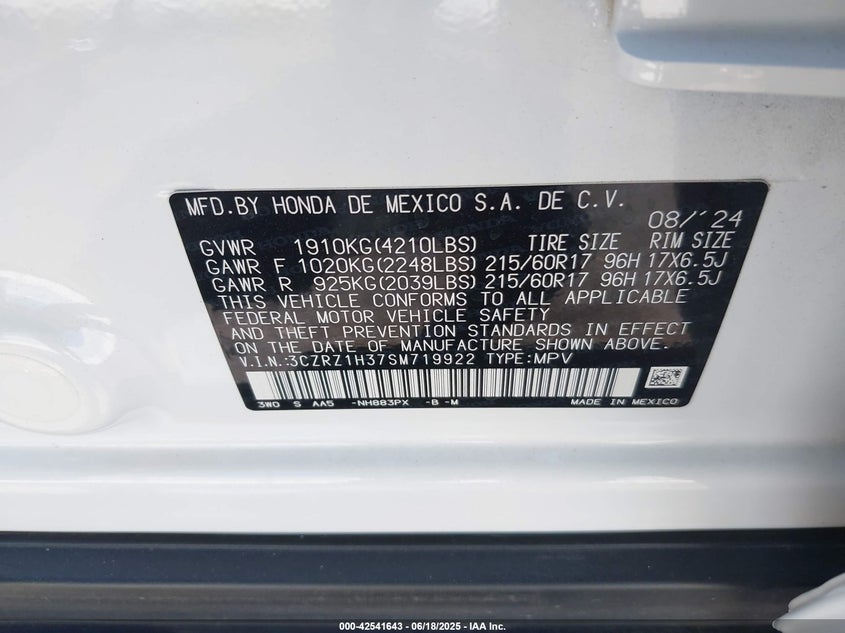 MFD.BY HONDA DE MEXICO S.A. DE C.V.
08/'24
GVWR 1910KG(4210LBS) TIRE SIZE RIM SIZE
GAWR F 1020KG(2248LBS) 215/60R17 96H 17X6.5J
GAWR R 925KG(2039LBS) 215/60R17 96H 17X6.5J
THIS VEHICLE CONFORMS TO ALL APPLICABLE
FEDERAL MOTOR VEHICLE SAFETY
AND THEFT PREVENTION STANDARDS IN EFFECT
ON THE DATE OF MANUFACTURE SHOWN ABOVE.
V.I.N.:3CZRZ1H37SM719922 TYPE:MPV
3W0 S AA5 -NH883PX -B -M MADE IN MEXICO
000-42541643 / 06/18/2025 - IAA Inc.